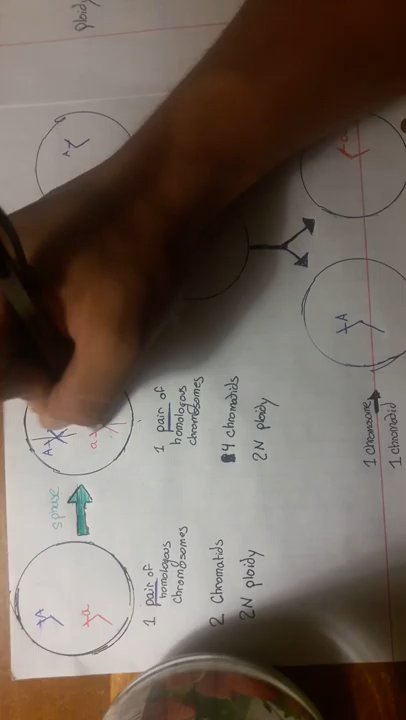 ploidy
A
a
A
A
a
1 pair of
homologous
chromosomes
4 chromatids
2N ploidy
1 chromosome
1 chromatid
S phase
A
a
1 pair of
homologous
chromosomes
2 Chromatids
2N ploidy